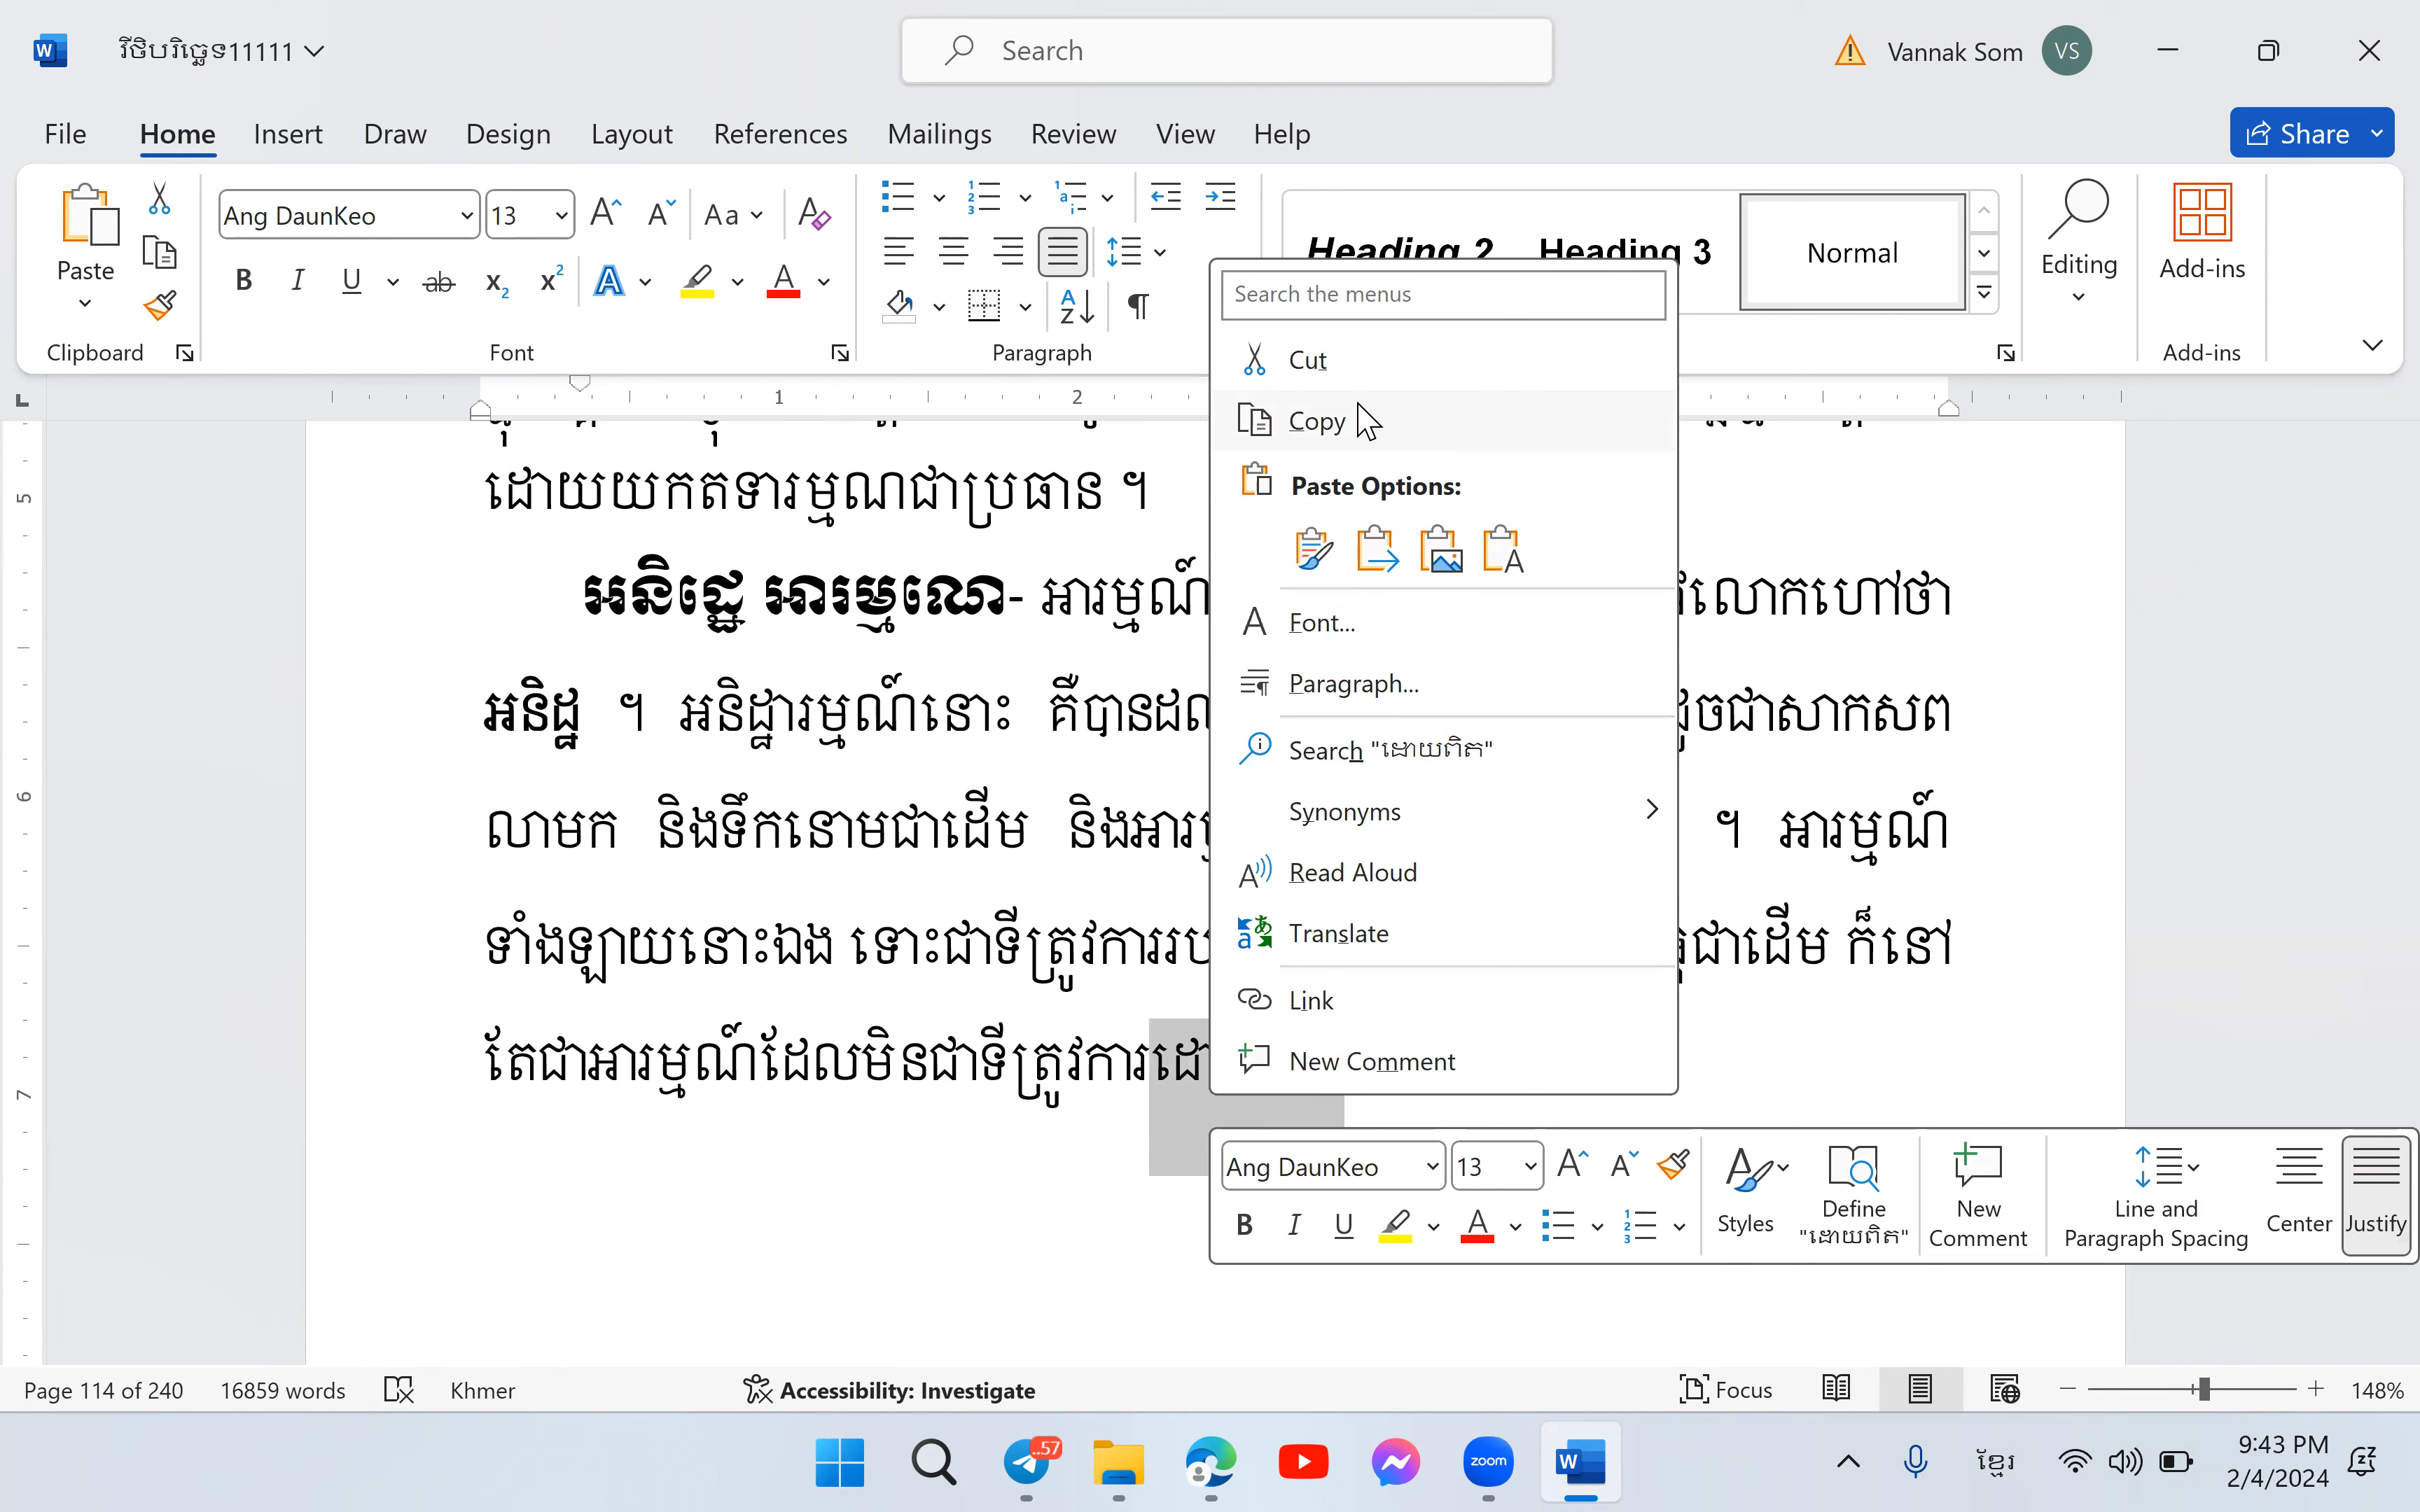 វីថិបរិច្ឆេទ11111
Search
Vannak Som
VS
File Home Insert Draw Design Layout References Mailings Review View Help
Share
Paste
Ang DaunKeo 13
Heading 2 Heading 3 Normal
Editing
Add-ins
Clipboard Font Paragraph Add-ins
Search the menus
Cut
Copy
Paste Options:
Font...
Paragraph...
Search "ដោយពិត"
Synonyms
Read Aloud
Translate
Link
New Comment
1 2
5
6
7
ដោយយកតទារម្មណជាប្រធាន ។
អនិដ្ឋេ អារម្មណេ- អារម្មណ៍ លោកហៅថា
អនិដ្ឋ ។ អនិដ្ឋារម្មណ៍នោះ គឺបានដល់ ដូចជាសាកសព
លាមក និងទឹកនោមជាដើម ។ អារម្មណ៍
ទាំងឡាយនោះឯង ទោះជាទីត្រូវការ ជាដើម ក៏នៅ
តែជាអារម្មណ៍ដែលមិនជាទីត្រូវការ
Ang DaunKeo 13
Styles
Define "ដោយពិត"
New Comment
Line and Paragraph Spacing
Center
Justify
Page 114 of 240 16859 words Khmer Accessibility: Investigate Focus 148%
57
zoom
ខ្មែរ
9:43 PM
2/4/2024